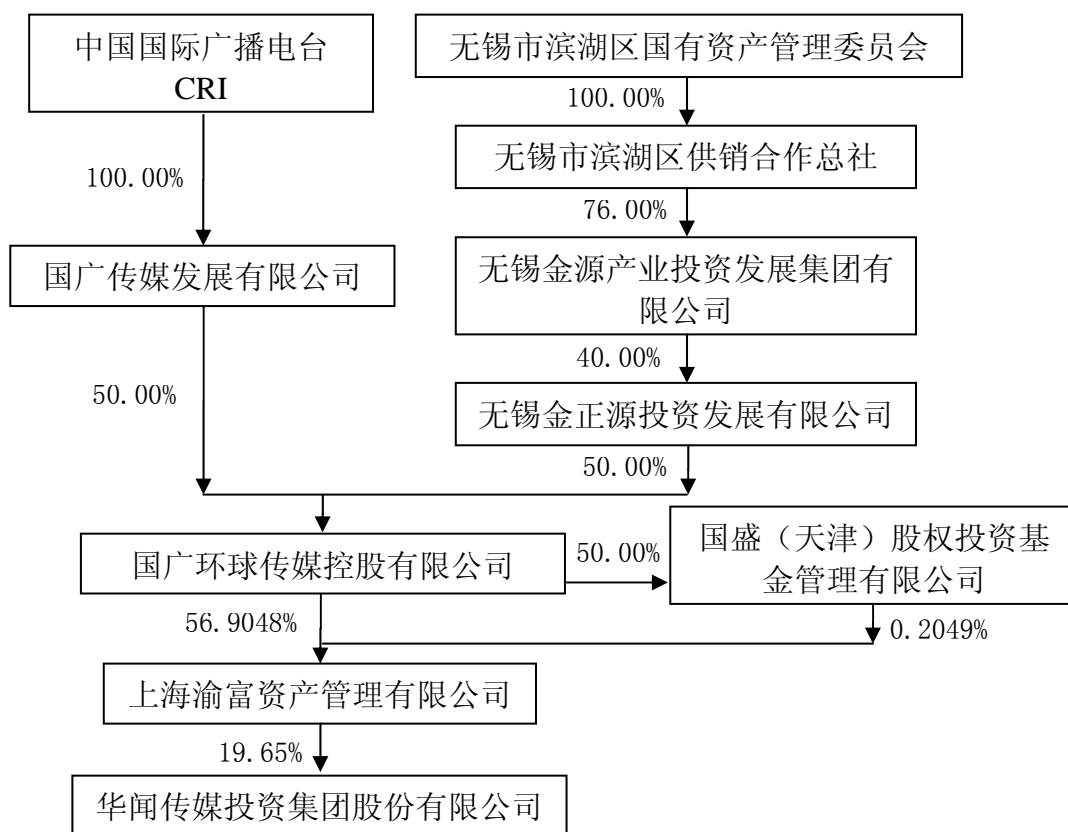 中国国际广播电台
CRI
无锡市滨湖区国有资产管理委员会
100.00%
无锡市滨湖区供销合作总社
100.00%
76.00%
国广传媒发展有限公司
无锡金源产业投资发展集团有
限公司
40.00%
50.00%
无锡金正源投资发展有限公司
50.00%
国广环球传媒控股有限公司
50.00%
国盛（天津）股权投资基
金管理有限公司
56.9048%
0.2049%
上海渝富资产管理有限公司
19.65%
华闻传媒投资集团股份有限公司